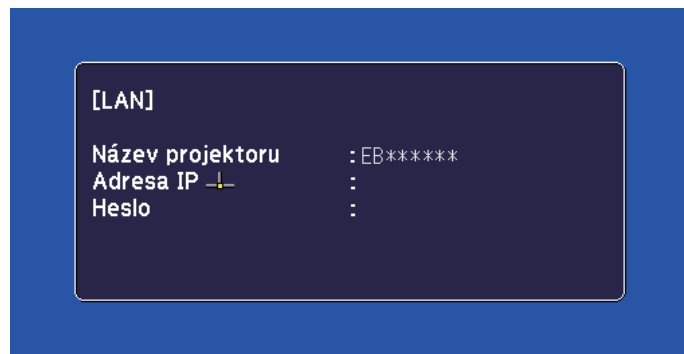 [LAN]
Název projektoru : EB******
Adresa IP :
Heslo :